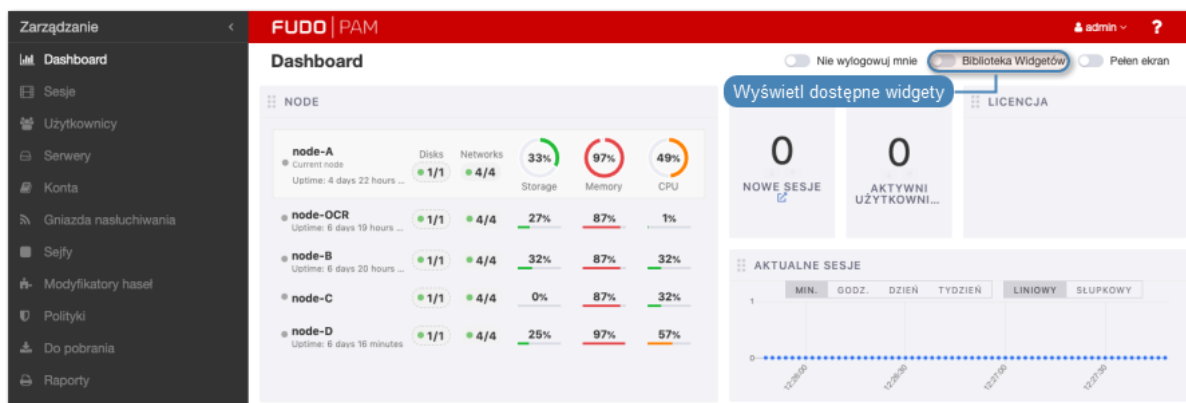 Zarządzanie
FUDO PAM
admin
?
Dashboard
Sesje
Użytkownicy
Serwery
Konta
Gniazda nasłuchiwania
Sejfy
Modyfikatory haseł
Polityki
Do pobrania
Raporty
Dashboard
Nie wylogowuj mnie
Biblioteka Widgetów
Pełen ekran
Wyświetl dostępne widgety
NODE
node-A
Current node
Uptime: 4 days 22 hours ...
Disks
1/1
Networks
4/4
33%
Storage
97%
Memory
49%
CPU
node-OCR
Uptime: 6 days 19 hours ...
1/1 4/4 27% 87% 1%
node-B
Uptime: 6 days 20 hours ...
1/1 4/4 32% 87% 32%
node-C
1/1 4/4 0% 87% 32%
node-D
Uptime: 6 days 16 minutes
1/1 4/4 25% 97% 57%
0
NOWE SESJE
0
AKTYWNI
UŻYTKOWNI...
LICENCJA
AKTUALNE SESJE
MIN. GODZ. DZIEŃ TYDZIEŃ
LINIOWY SŁUPKOWY
1
0
12:26:00
12:26:30
12:27:00
12:27:30